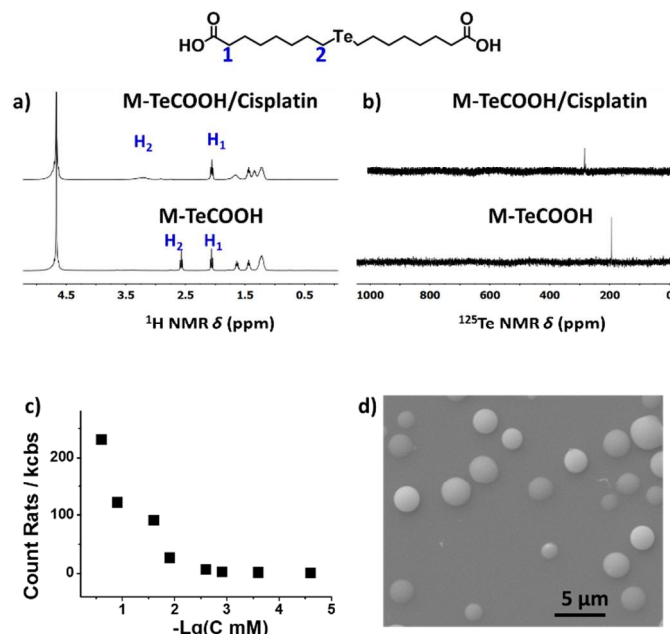 O
O
HO
Te
OH
1
2
a)
M-TeCOOH/Cisplatin
H₂
H₁
M-TeCOOH
H₂
H₁
4.5 3.5 2.5 1.5 0.5
¹H NMR δ (ppm)
b)
M-TeCOOH/Cisplatin
M-TeCOOH
1000 800 600 400 200 0
¹²⁵Te NMR δ (ppm)
c)
Count Rats / kcbs
200
100
0
1 2 3 4 5
-Lg(C mM)
d)
5 μm